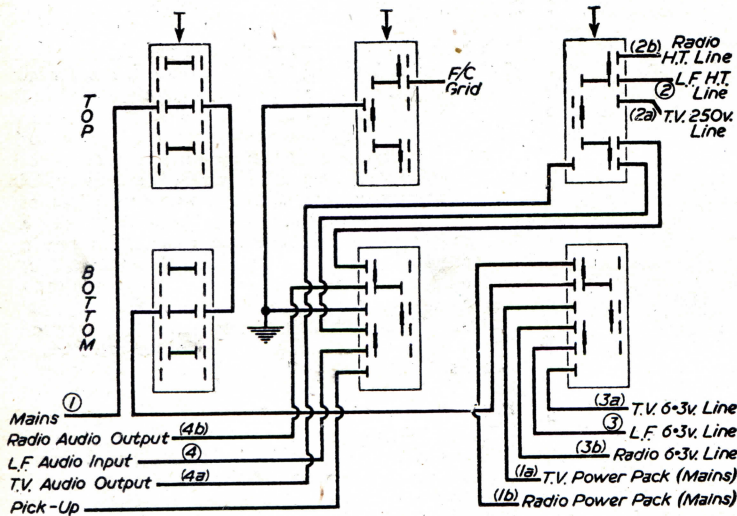 (2b) Radio
H.T. Line
F/C
Grid
L.F. H.T.
② Line
(2a) T.V. 250v.
Line
TOP
BOTTOM
Mains ①
Radio Audio Output (4b)
L.F. Audio Input ④
T.V. Audio Output (4a)
Pick-Up
(3a) T.V. 6·3v. Line
③ L.F. 6·3v. Line
(3b) Radio 6·3v. Line
(1a) T.V. Power Pack (Mains)
(1b) Radio Power Pack (Mains)